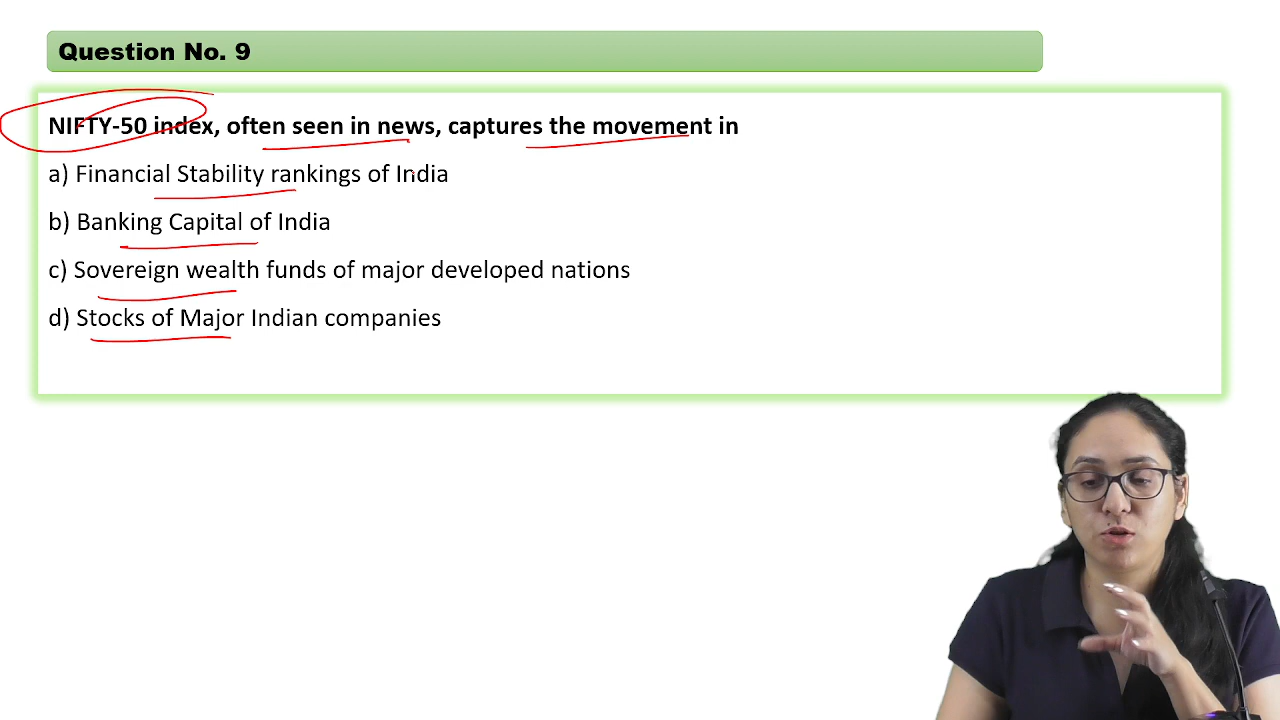 Question No. 9
NIFTY-50 index, often seen in news, captures the movement in
a) Financial Stability rankings of India
b) Banking Capital of India
c) Sovereign wealth funds of major developed nations
d) Stocks of Major Indian companies